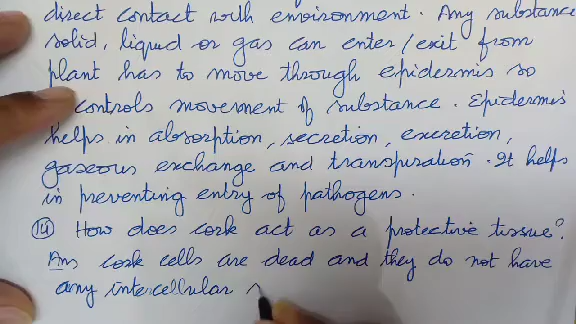 direct contact with environment. Any substance
solid, liquid or gas can enter/exit from
plant has to move through epidermis so
controls movement of substance. Epidermis
helps in absorption, secretion, excretion,
gaseous exchange and transpiration. It helps
in preventing entry of pathogens.
14 How does cork act as a protective tissue?
Ans Cork cells are dead and they do not have
any intercellular